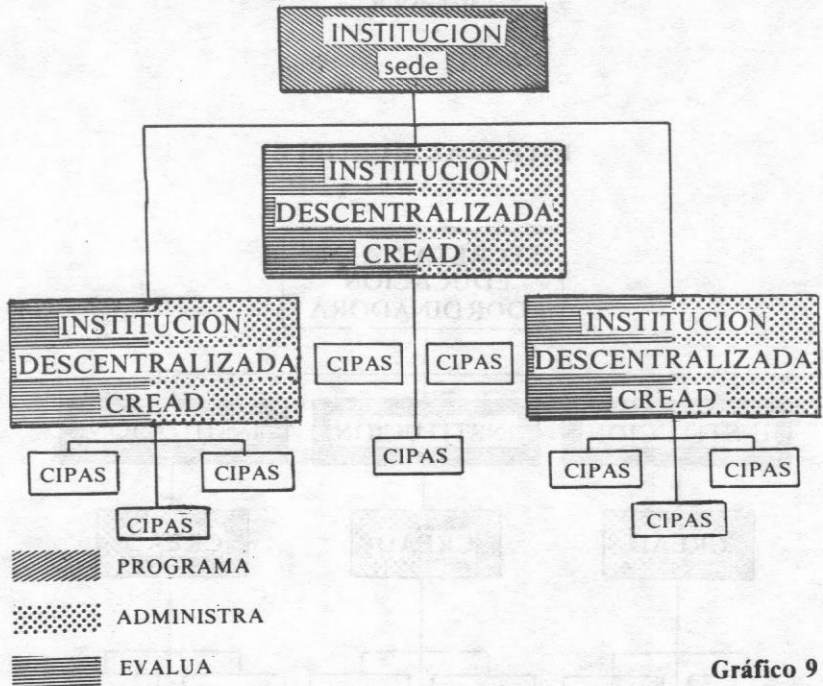 INSTITUCION
sede
INSTITUCION
DESCENTRALIZADA
CREAD
INSTITUCION
DESCENTRALIZADA
CREAD
INSTITUCION
DESCENTRALIZADA
CREAD
CIPAS
CIPAS
CIPAS
CIPAS
CIPAS
CIPAS
CIPAS
CIPAS
CIPAS
PROGRAMA
ADMINISTRA
EVALUA
Gráfico 9